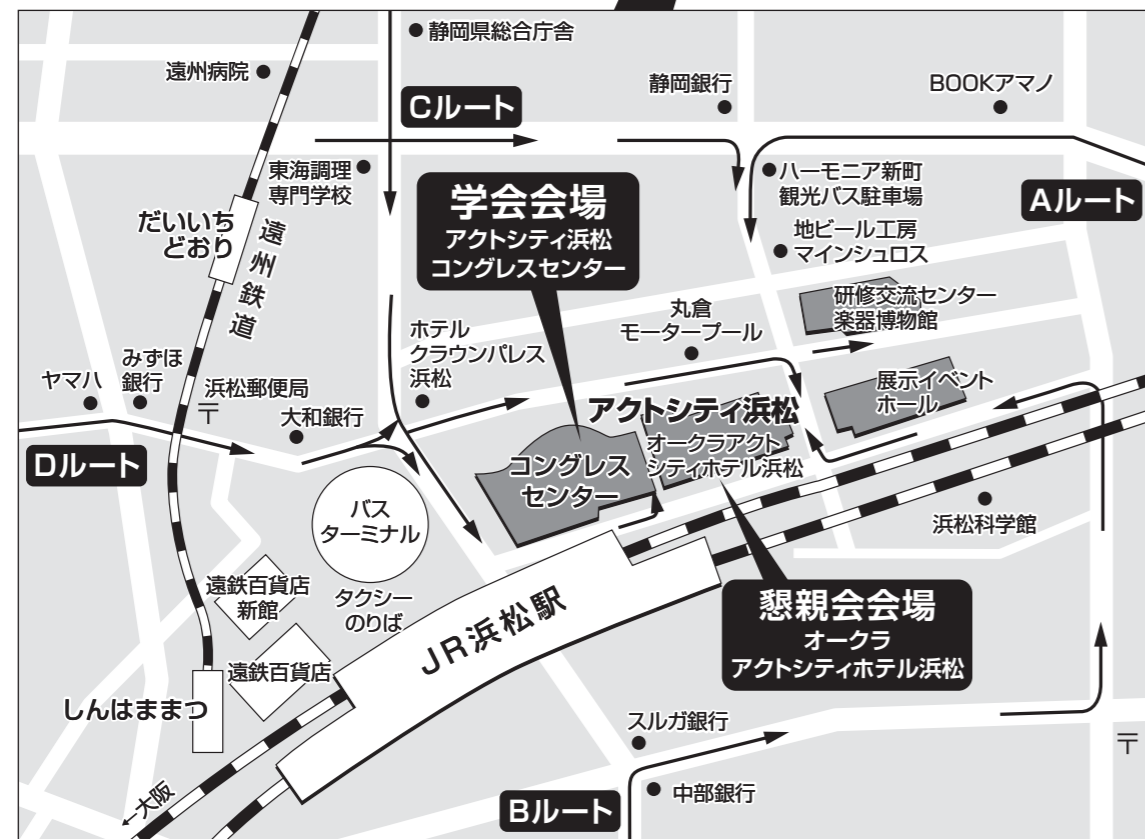 静岡県総合庁舎
遠州病院
Cルート
静岡銀行
BOOKアマノ
東海調理
専門学校
ハーモニア新町
観光バス駐車場
Aルート
学会会場
アクトシティ浜松
コングレスセンター
だいいち
どおり
遠州鉄道
地ビール工房
マインシュロス
研修交流センター
楽器博物館
丸倉
モータープール
ホテル
クラウンパレス
浜松
ヤマハ
みずほ
銀行
浜松郵便局
〒
大和銀行
展示イベント
ホール
アクトシティ浜松
オークラアクト
シティホテル浜松
Dルート
コングレス
センター
バス
ターミナル
浜松科学館
遠鉄百貨店
新館
タクシー
のりば
JR浜松駅
懇親会会場
オークラ
アクトシティホテル浜松
遠鉄百貨店
しんはままつ
スルガ銀行
〒
←大阪
中部銀行
Bルート